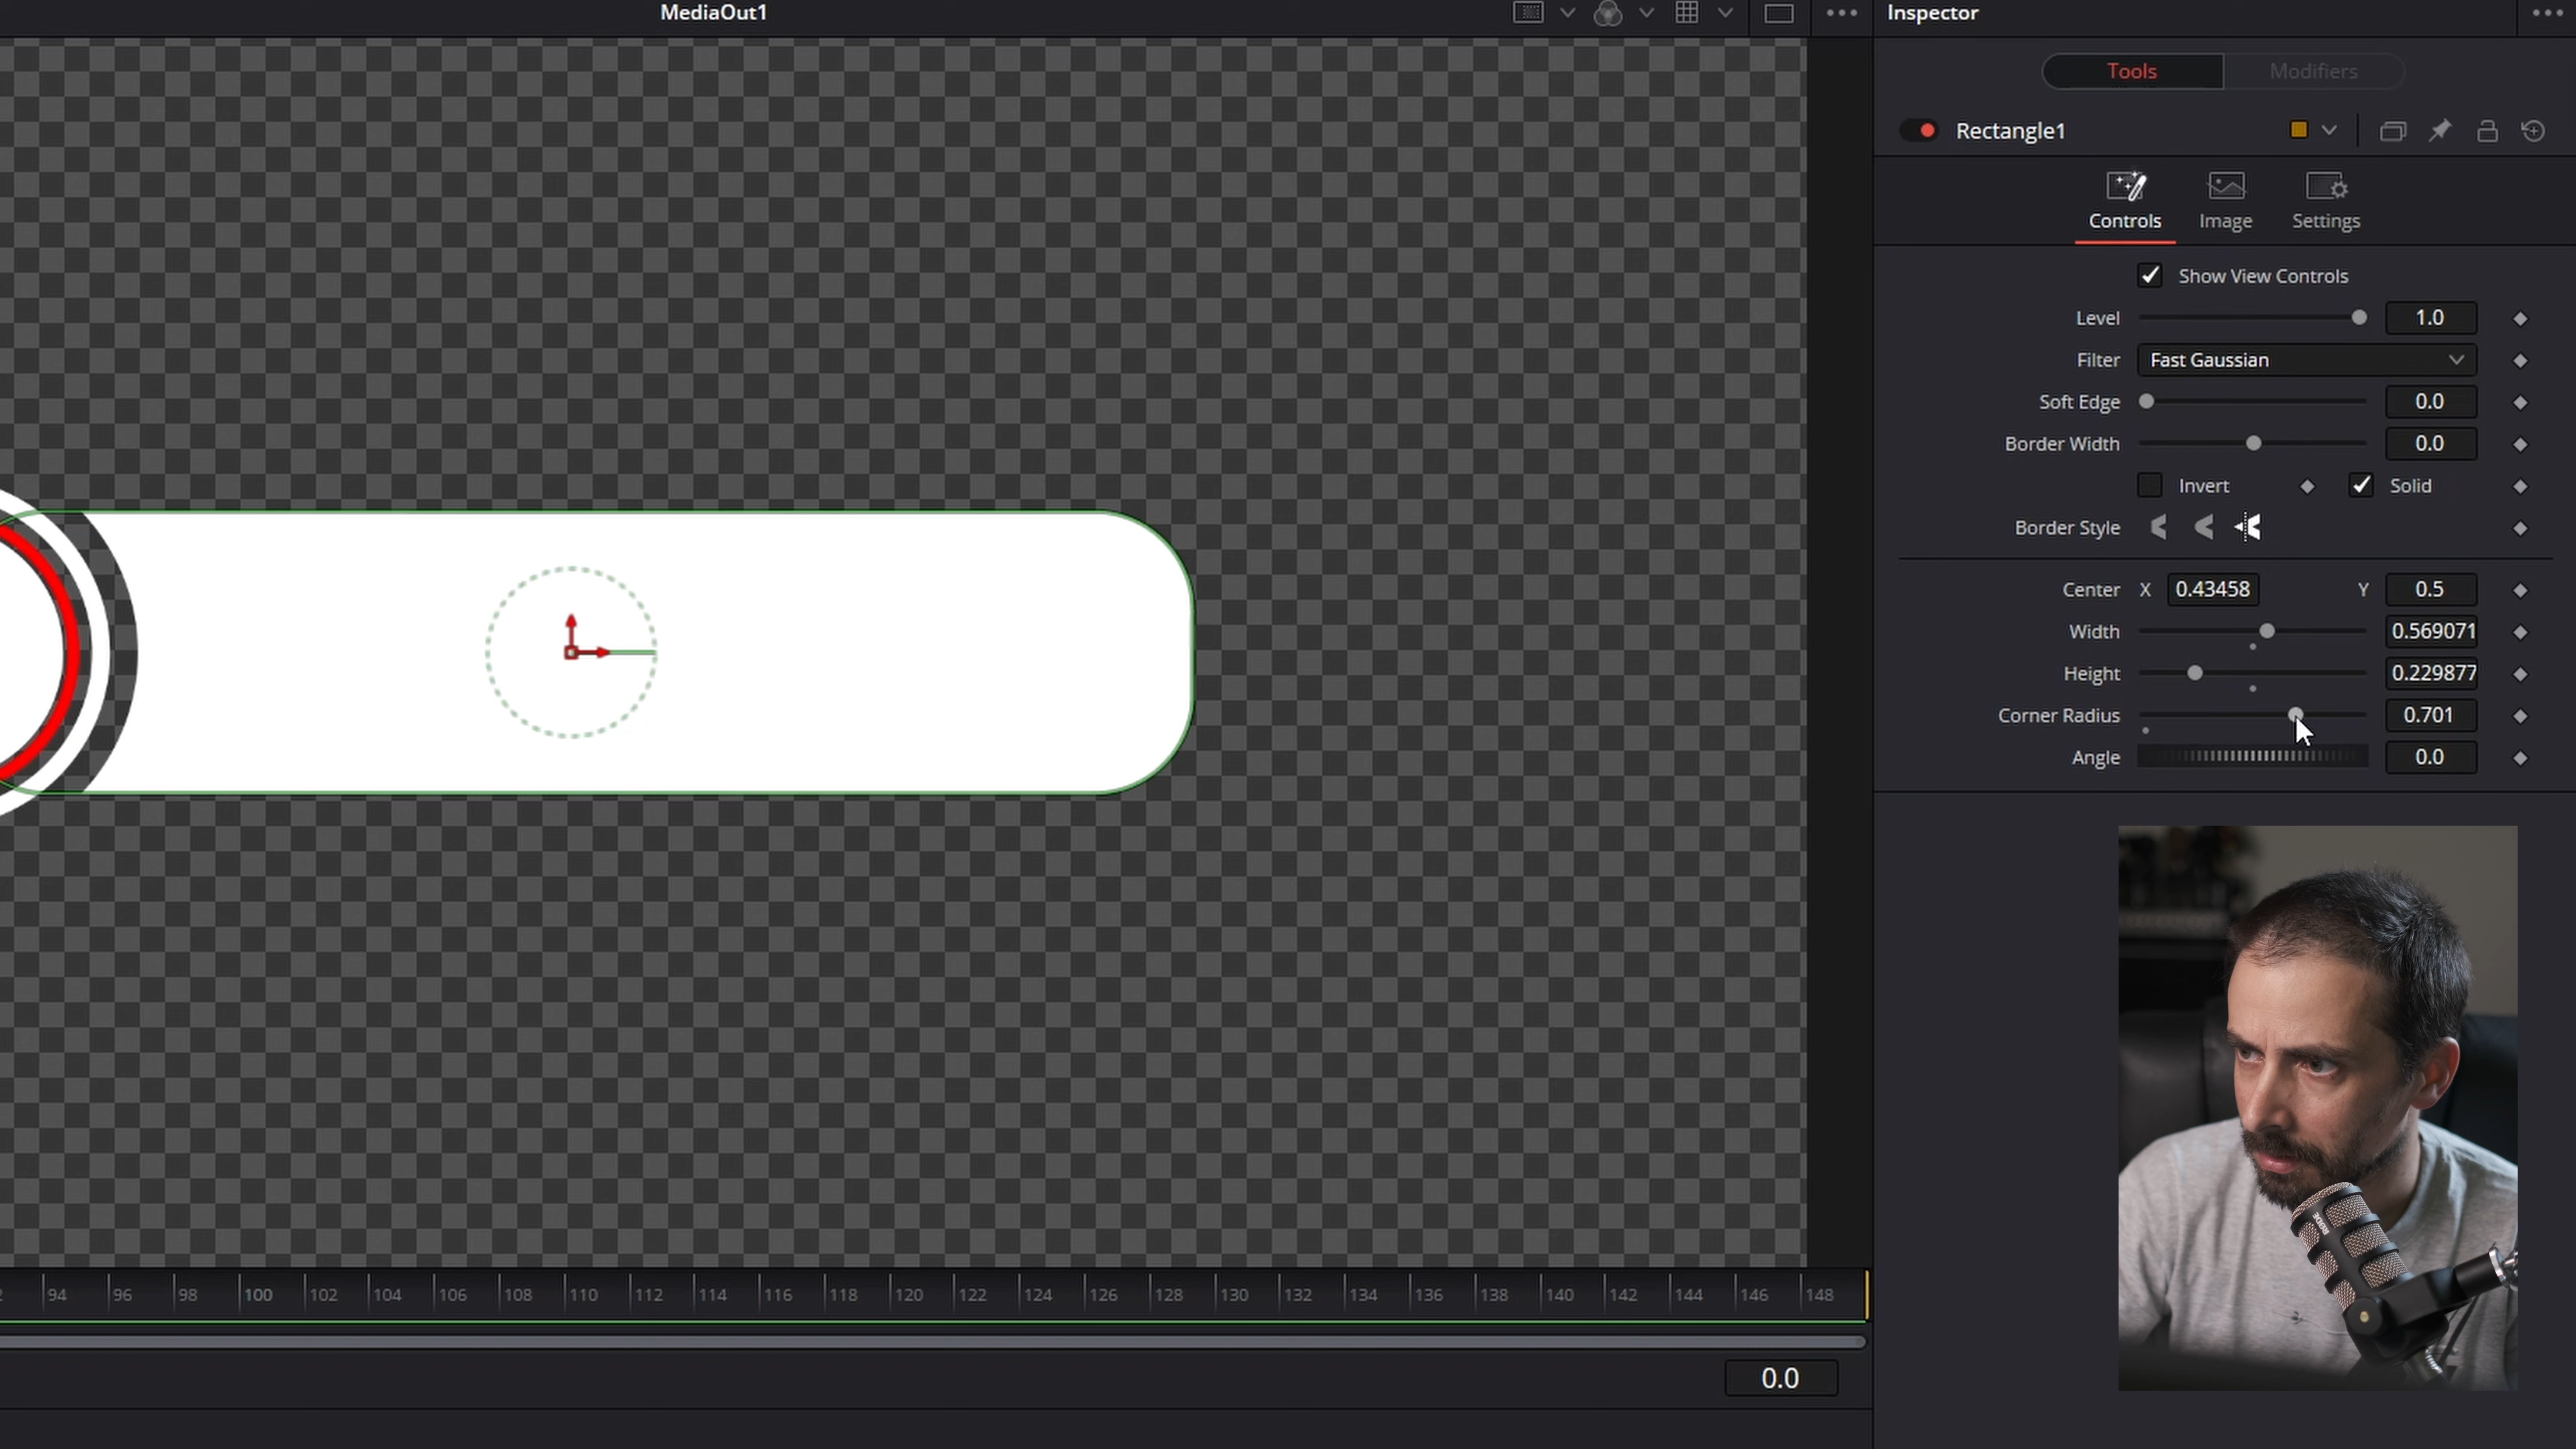 MediaOut1
Inspector
Tools
Modifiers
Rectangle1
Controls
Image
Settings
Show View Controls
Level 1.0
Filter Fast Gaussian
Soft Edge 0.0
Border Width 0.0
Invert Solid
Border Style
Center X 0.43458 Y 0.5
Width 0.569071
Height 0.229877
Corner Radius 0.701
Angle 0.0
RØDE
94 96 98 100 102 104 106 108 110 112 114 116 118 120 122 124 126 128 130 132 134 136 138 140 142 144 146 148
0.0